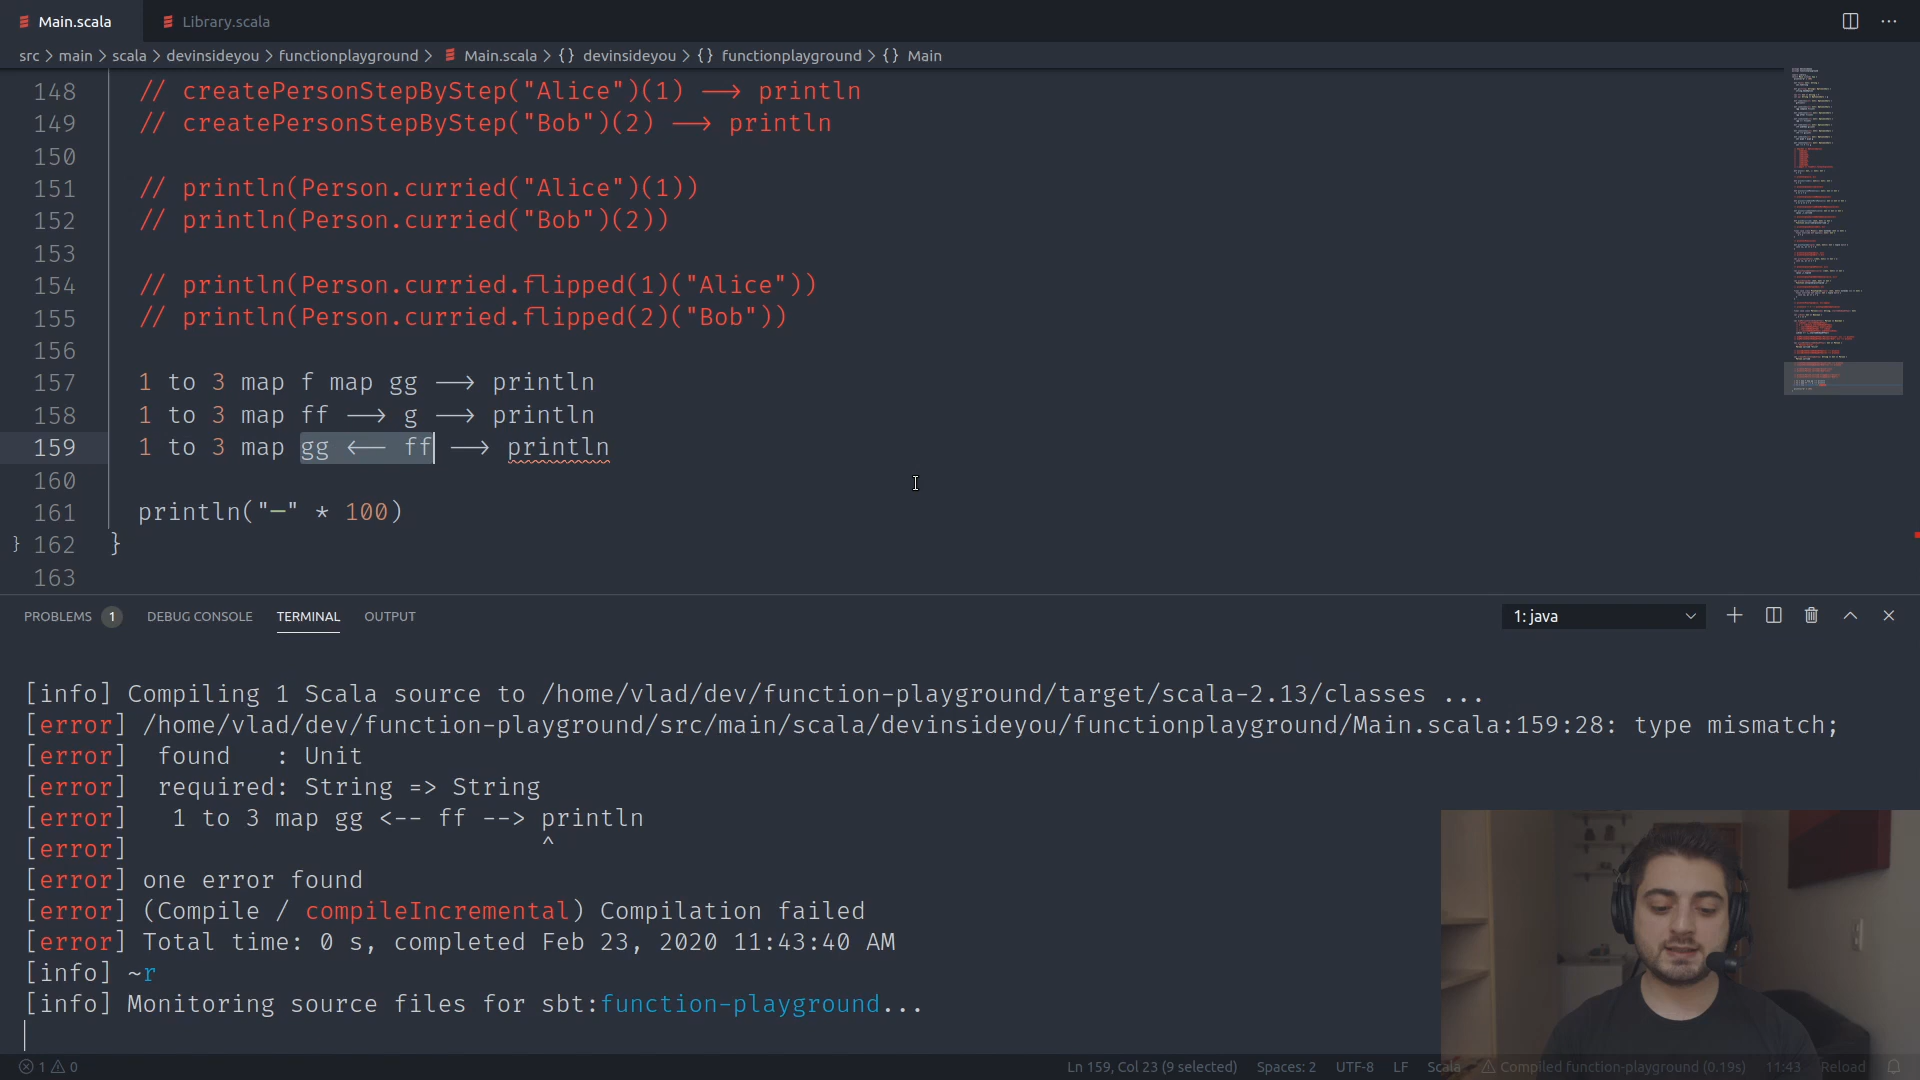 Main.scala
Library.scala
src > main > scala > devinsideyou > functionplayground > Main.scala > {} devinsideyou > {} functionplayground > {} Main
148 // createPersonStepByStep("Alice")(1) --> println
149 // createPersonStepByStep("Bob")(2) --> println
150
151 // println(Person.curried("Alice")(1))
152 // println(Person.curried("Bob")(2))
153
154 // println(Person.curried.flipped(1)("Alice"))
155 // println(Person.curried.flipped(2)("Bob"))
156
157 1 to 3 map f map gg --> println
158 1 to 3 map ff --> g --> println
159 1 to 3 map gg <-- ff --> println
160
161 println("─" * 100)
} 162 }
163
PROBLEMS 1 DEBUG CONSOLE TERMINAL OUTPUT 1: java
[info] Compiling 1 Scala source to /home/vlad/dev/function-playground/target/scala-2.13/classes ...
[error] /home/vlad/dev/function-playground/src/main/scala/devinsideyou/functionplayground/Main.scala:159:28: type mismatch;
[error] found   : Unit
[error] required: String => String
[error] 1 to 3 map gg <-- ff --> println
[error] ^
[error] one error found
[error] (Compile / compileIncremental) Compilation failed
[error] Total time: 0 s, completed Feb 23, 2020 11:43:40 AM
[info] ~r
[info] Monitoring source files for sbt:function-playground...
1 0 Ln 159, Col 23 (9 selected) Spaces: 2 UTF-8 LF Scala Compiled function-playground (0.19s) 11:43 Reload